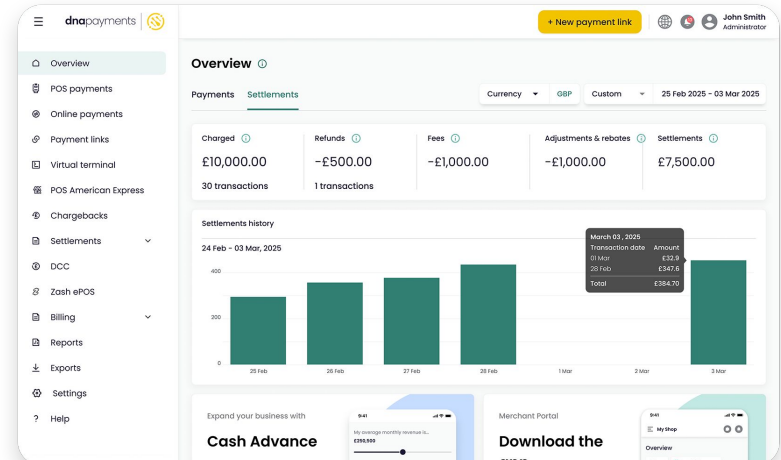 dnapayments
+ New payment link
John Smith
Administrator
Overview
POS payments
Online payments
Payment links
Virtual terminal
POS American Express
Chargebacks
Settlements
DCC
Zash ePOS
Billing
Reports
Exports
Settings
? Help
Overview
Payments Settlements
Currency GBP Custom 25 Feb 2025 - 03 Mar 2025
Charged Refunds Fees Adjustments & rebates Settlements
£10,000.00 -£500.00 -£1,000.00 -£1,000.00 £7,500.00
30 transactions 1 transactions
Settlements history
24 Feb - 03 Mar, 2025
March 03 , 2025
Transaction date Amount
01 Mar £32.9
28 Feb £347.6
Total £384.70
400
200
0
25 Feb 26 Feb 27 Feb 28 Feb 1 Mar 2 Mar 3 Mar
Expand your business with
Cash Advance
9:41
My average monthly revenue is...
£250,500
Merchant Portal
Download the
9:41
My Shop
Overview